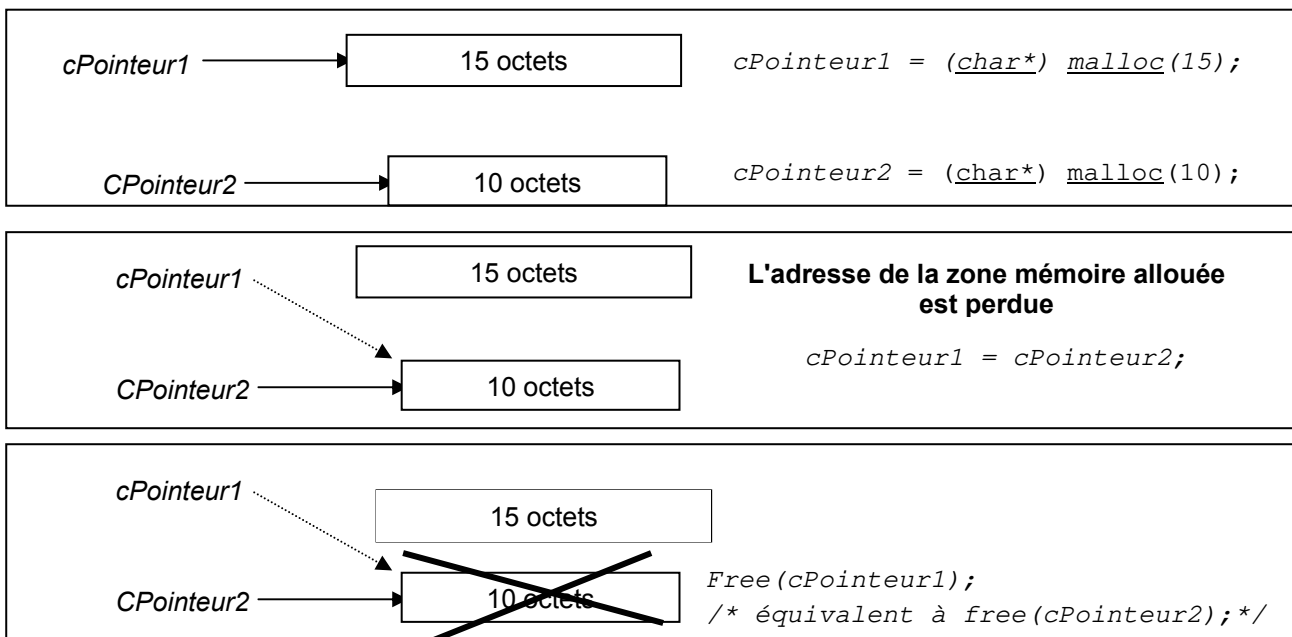 cPointeur1
15 octets
cPointeur1 = (char*) malloc(15);
CPointeur2
10 octets
cPointeur2 = (char*) malloc(10);
cPointeur1
15 octets
L'adresse de la zone mémoire allouée
est perdue
cPointeur1 = cPointeur2;
CPointeur2
10 octets
cPointeur1
15 octets
CPointeur2
10 octets
Free(cPointeur1);
/* équivalent à free(cPointeur2);*/